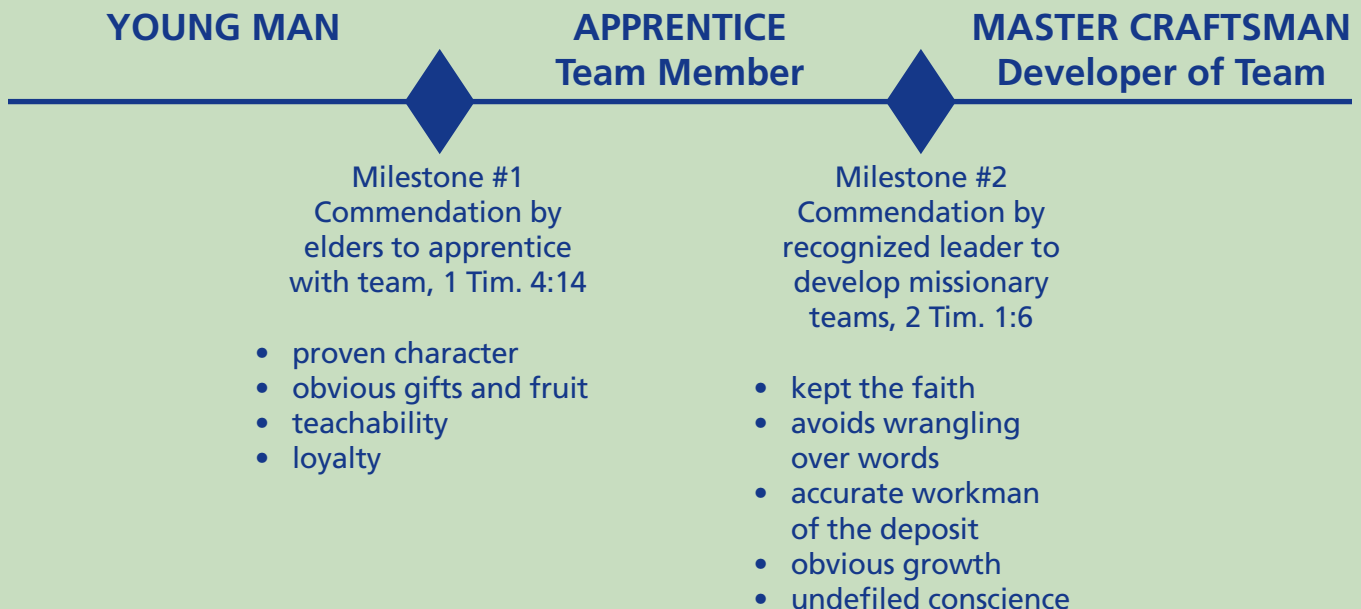 YOUNG MAN
APPRENTICE
Team Member
MASTER CRAFTSMAN
Developer of Team
Milestone #1
Commendation by
elders to apprentice
with team, 1 Tim. 4:14
• proven character
• obvious gifts and fruit
• teachability
• loyalty
Milestone #2
Commendation by
recognized leader to
develop missionary
teams, 2 Tim. 1:6
• kept the faith
• avoids wrangling
over words
• accurate workman
of the deposit
• obvious growth
• undefiled conscience